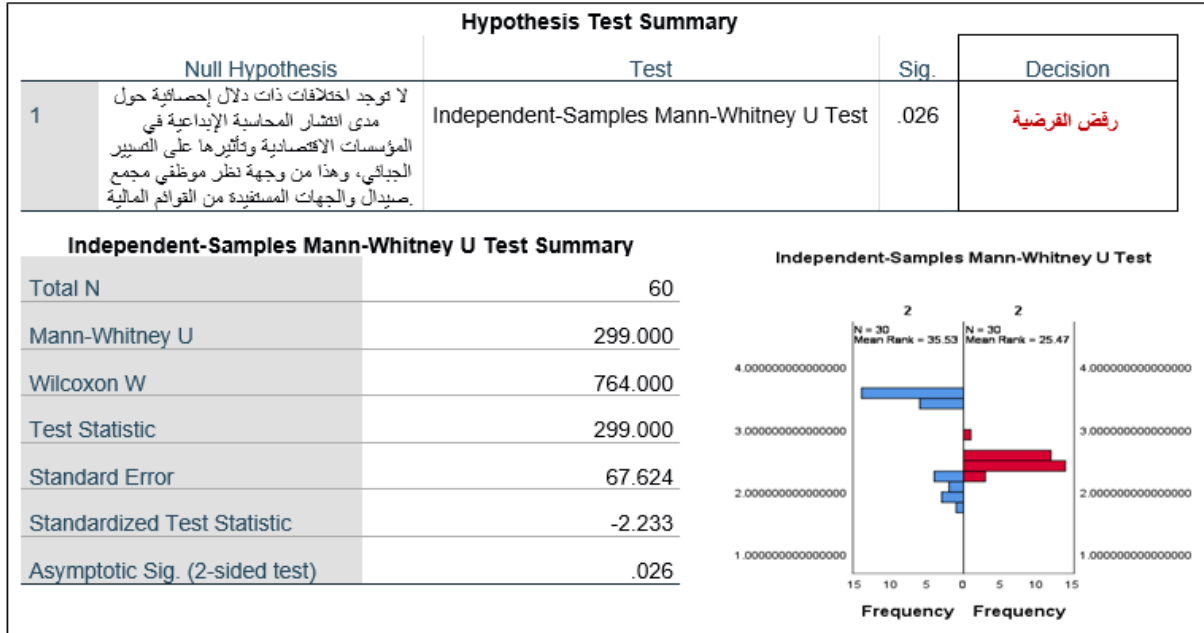 Hypothesis Test Summary
Null Hypothesis Test Sig. Decision
1 لا توجد اختلافات ذات دلال إحصائية حول Independent-Samples Mann-Whitney U Test .026 رفض الفرضية
مدى انتشار المحاسبة الإبداعية في
المؤسسات الاقتصادية وتأثيرها على التسيير
الجبائي، وهذا من وجهة نظر موظفي مجمع
صيدال والجهات المستفيدة من القوائم المالية.
Independent-Samples Mann-Whitney U Test Summary
Total N 60
Mann-Whitney U 299.000
Wilcoxon W 764.000
Test Statistic 299.000
Standard Error 67.624
Standardized Test Statistic -2.233
Asymptotic Sig. (2-sided test) .026
Independent-Samples Mann-Whitney U Test
2 2
N = 30 N = 30
Mean Rank = 35.53 Mean Rank = 25.47
4.000000000000000 4.000000000000000
3.000000000000000 3.000000000000000
2.000000000000000 2.000000000000000
1.000000000000000 1.000000000000000
15 10 5 0 5 10 15
Frequency Frequency